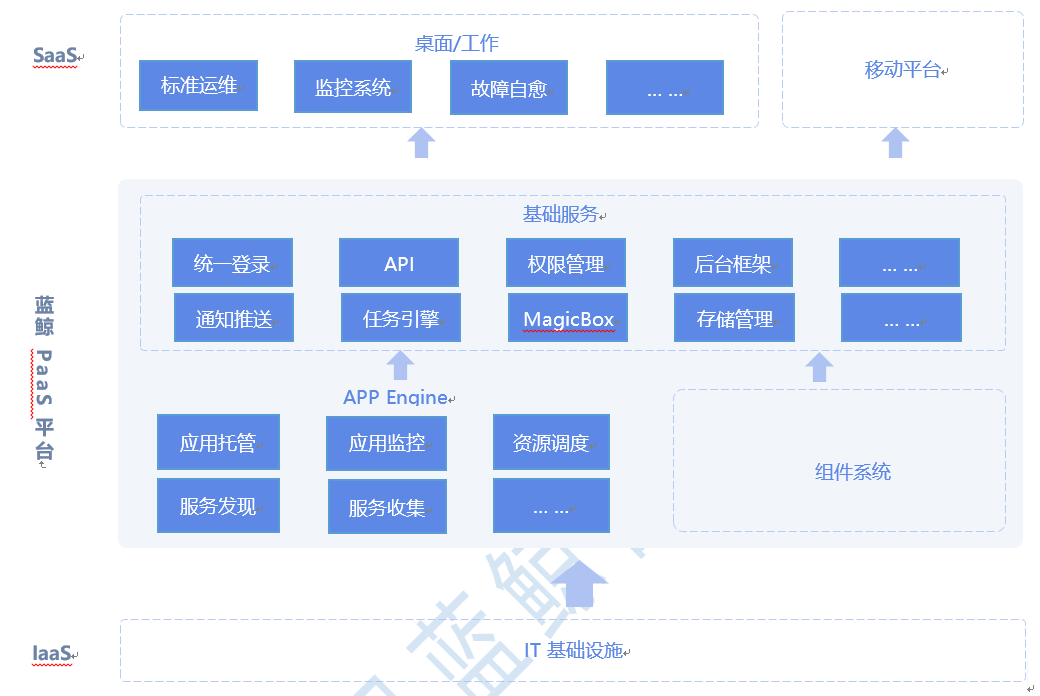 SaaS
桌面/工作
标准运维
监控系统
故障自愈
... ...
移动平台
蓝鲸 PaaS 平台
基础服务
统一登录
API
权限管理
后台框架
... ...
通知推送
任务引擎
MagicBox
存储管理
... ...
APP Engine
应用托管
应用监控
资源调度
服务发现
服务收集
... ...
组件系统
IaaS
IT 基础设施
蓝鲸